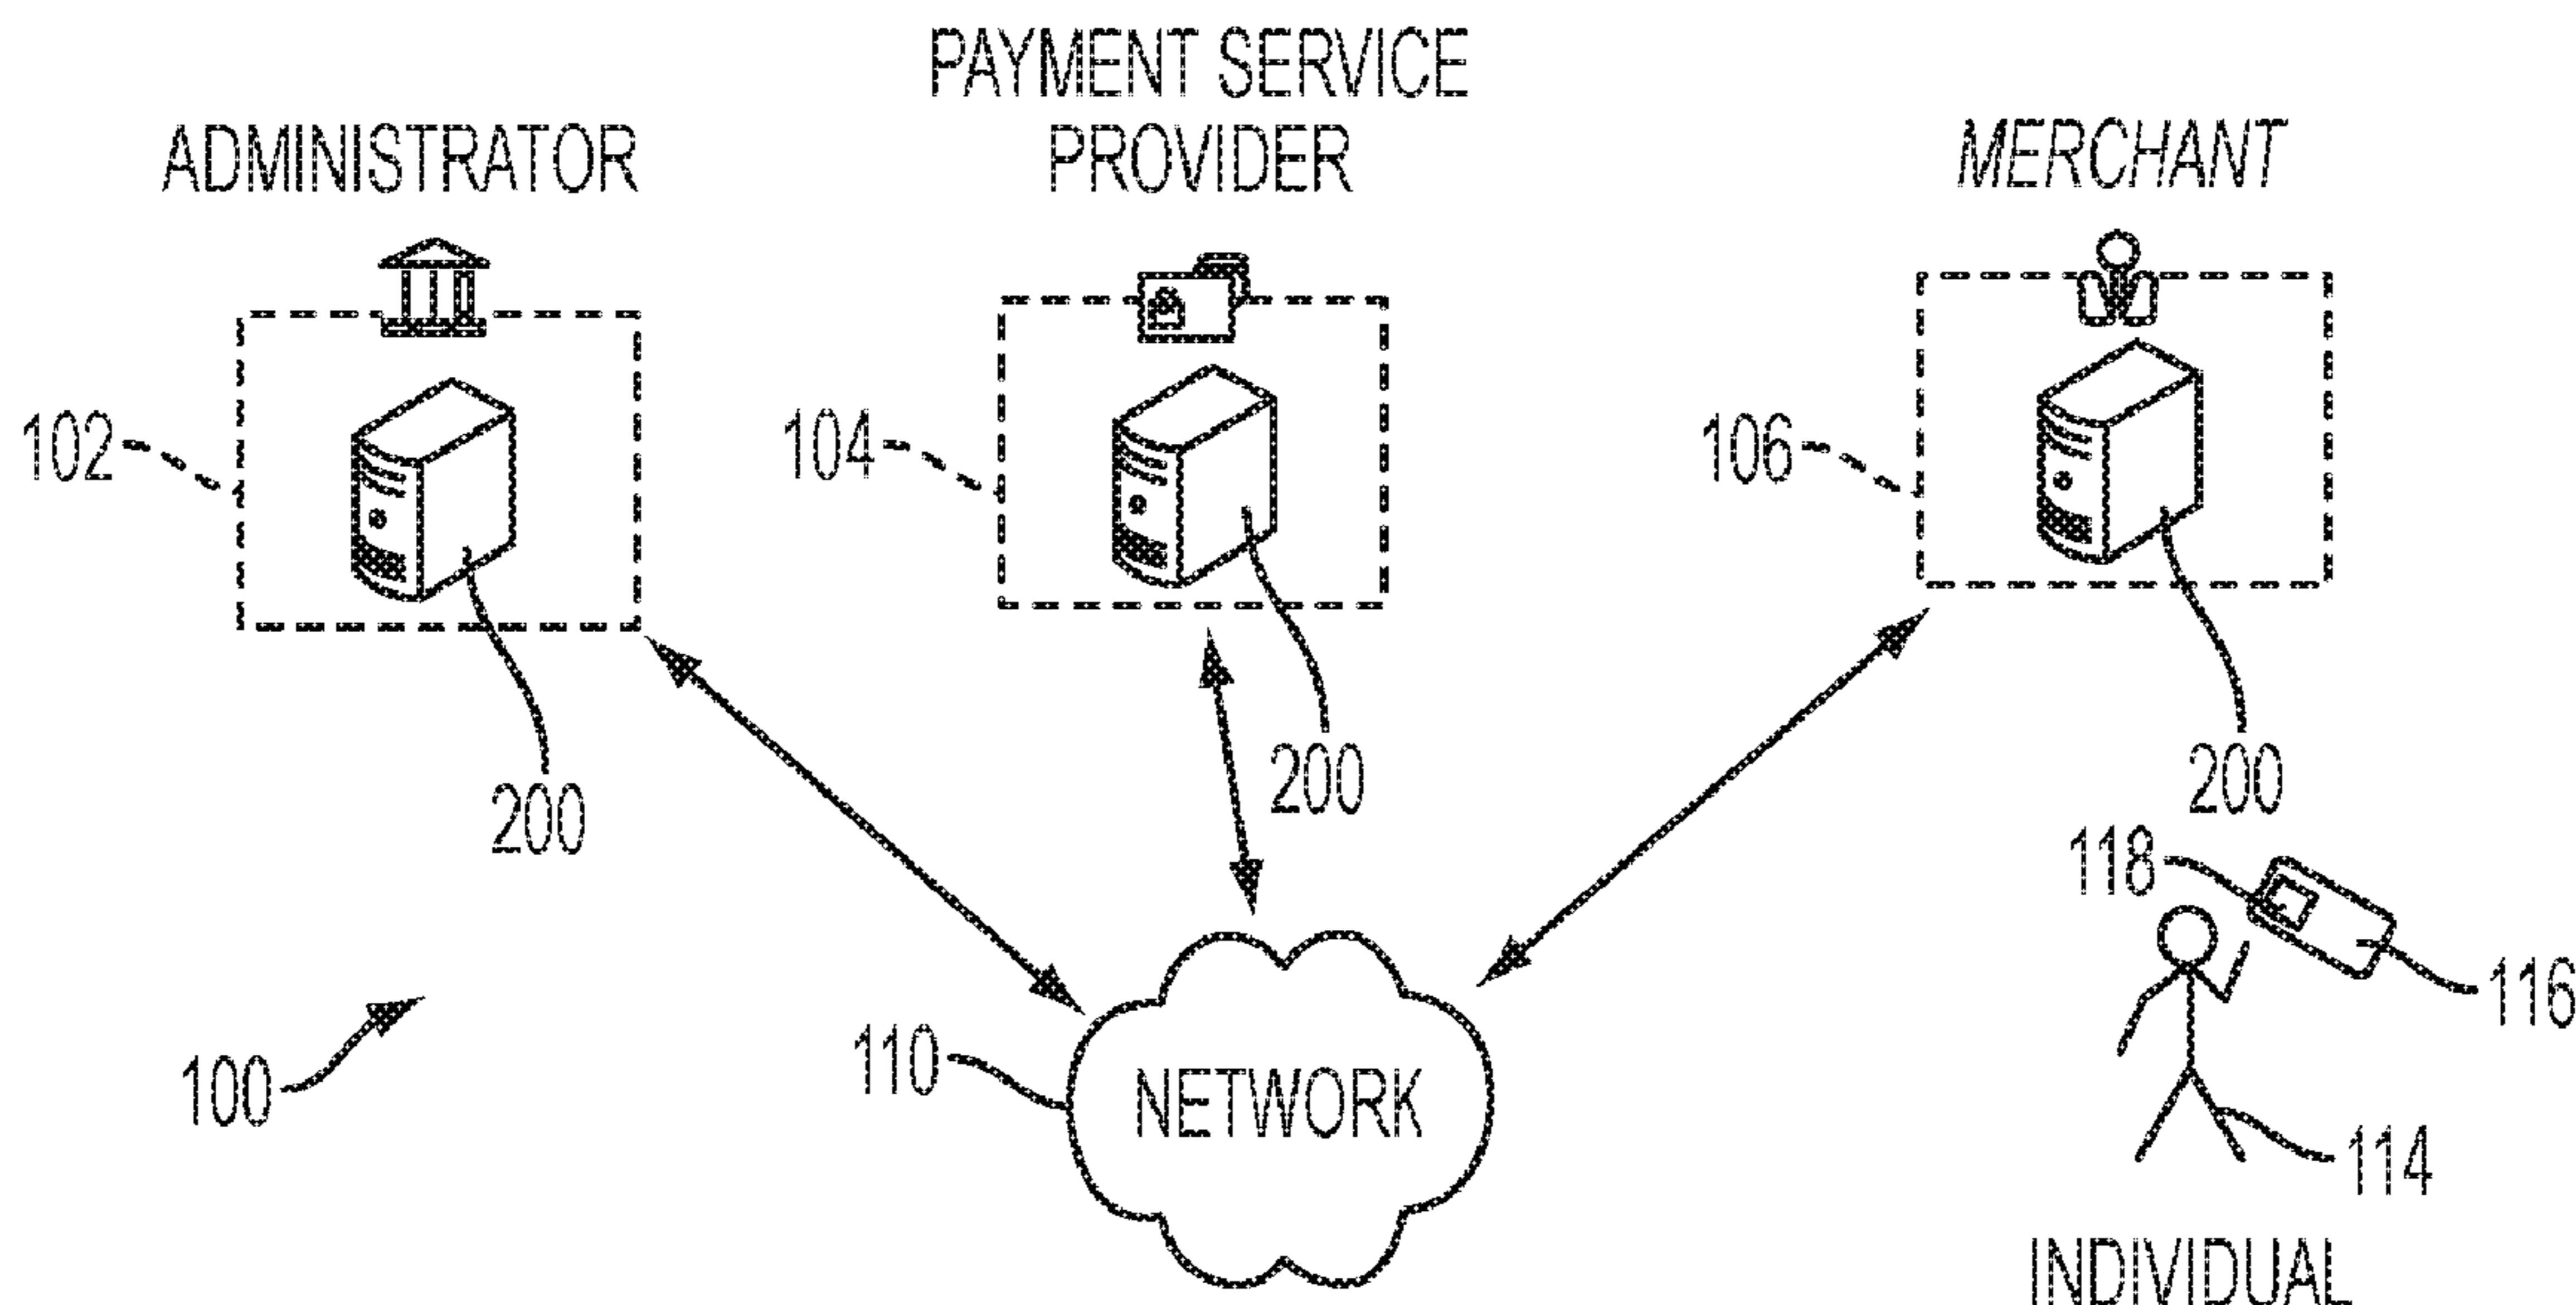 PAYMENT SERVICE
ADMINISTRATOR PROVIDER MERCHANT
102 104 106
200 200 200
118
116
100 110 NETWORK
114
INDIVIDUAL